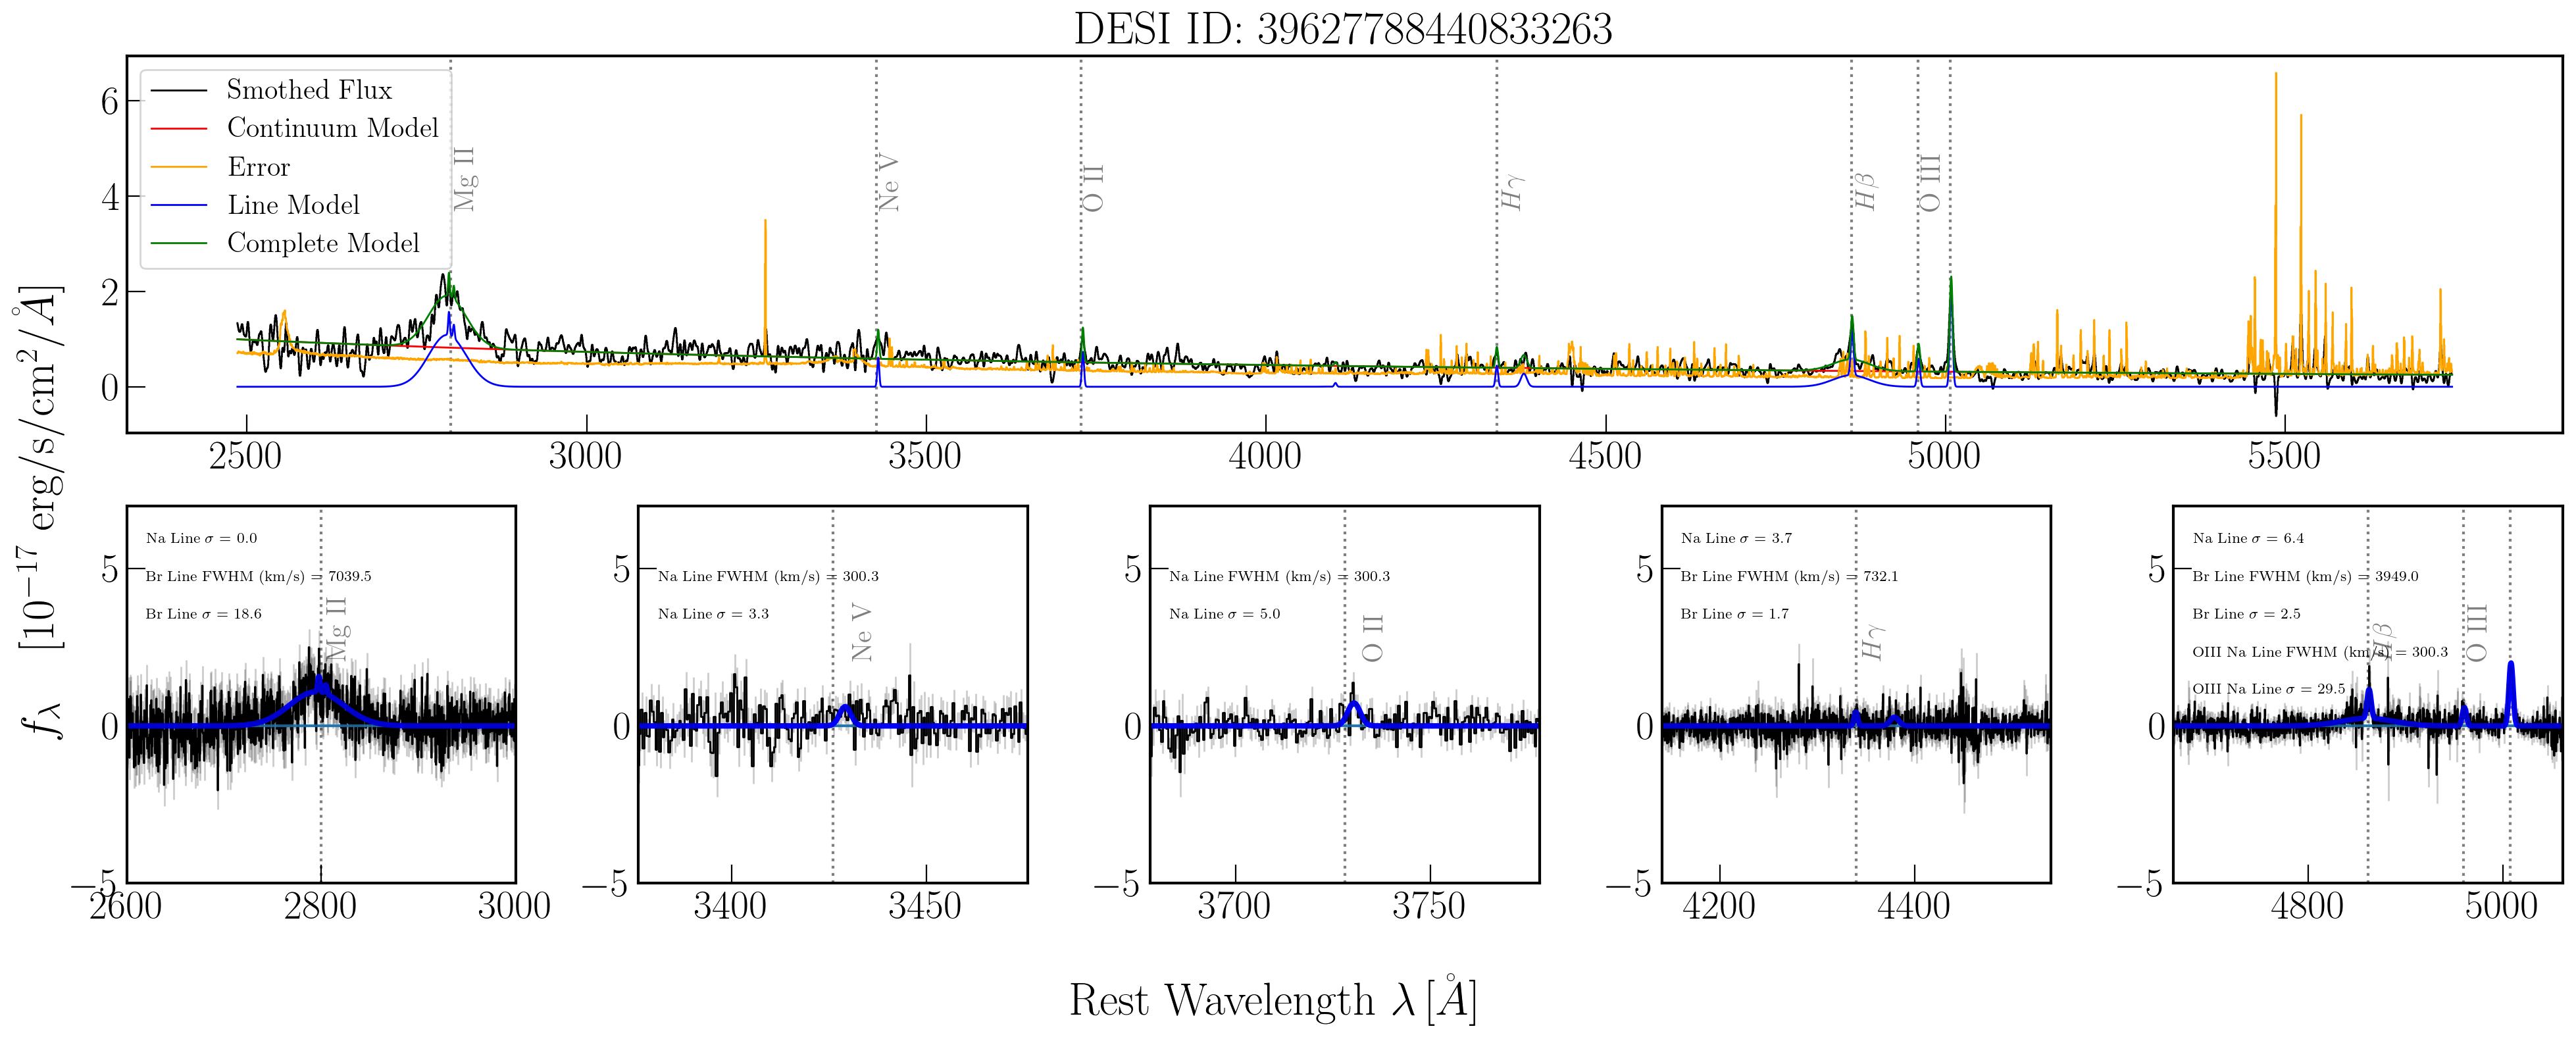 DESI ID: 39627788440833263
Smothed Flux
Continuum Model
Error
Line Model
Complete Model
Mg II
Ne V
O II
Hγ
Hβ
O III
6
4
2
0
2500 3000 3500 4000 4500 5000 5500
f_λ [10^{-17} erg/s/cm^2/Å]
Na Line σ = 0.0
Br Line FWHM (km/s) = 7039.5
Br Line σ = 18.6
Mg II
5
0
−5
2600 2800 3000
Na Line FWHM (km/s) = 300.3
Na Line σ = 3.3
Ne V
5
0
−5
3400 3450
Na Line FWHM (km/s) = 300.3
Na Line σ = 5.0
O II
5
0
−5
3700 3750
Na Line σ = 3.7
Br Line FWHM (km/s) = 732.1
Br Line σ = 1.7
Hγ
5
0
−5
4200 4400
Na Line σ = 6.4
Br Line FWHM (km/s) = 3949.0
Br Line σ = 2.5
OIII Na Line FWHM (km/s) = 300.3
OIII Na Line σ = 29.5
Hβ
O III
5
0
−5
4800 5000
Rest Wavelength λ [Å]